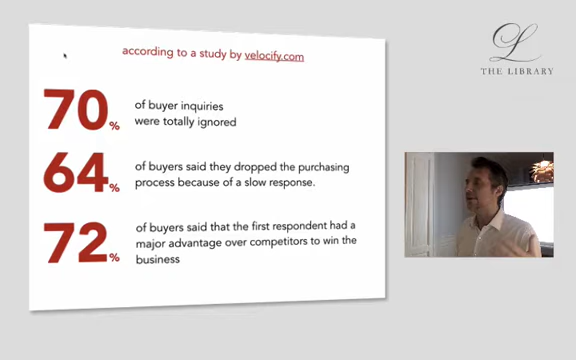 according to a study by velocify.com
70%
of buyer inquiries
were totally ignored
64%
of buyers said they dropped the purchasing
process because of a slow response.
72%
of buyers said that the first respondent had a
major advantage over competitors to win the
business
L
THE LIBRARY